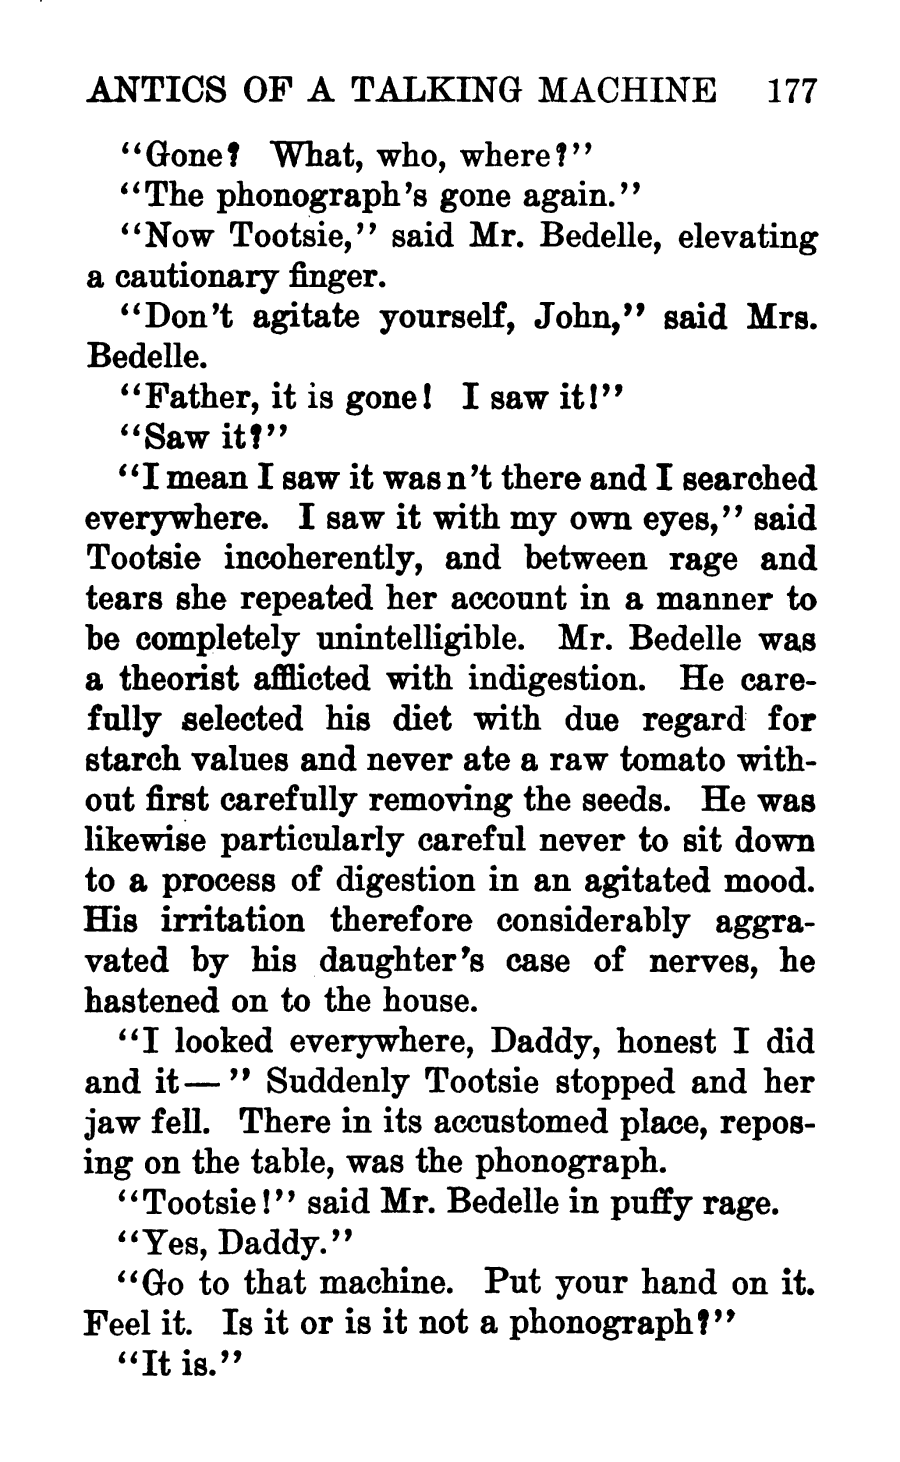 ANTICS OF A TALKING MACHINE 177
"Gone? What, who, where?"
"The phonograph's gone again."
"Now Tootsie," said Mr. Bedelle, elevating
a cautionary finger.
"Don't agitate yourself, John," said Mrs.
Bedelle.
"Father, it is gone! I saw it!"
"Saw it?"
"I mean I saw it wasn't there and I searched
everywhere. I saw it with my own eyes," said
Tootsie incoherently, and between rage and
tears she repeated her account in a manner to
be completely unintelligible. Mr. Bedelle was
a theorist afflicted with indigestion. He care-
fully selected his diet with due regard for
starch values and never ate a raw tomato with-
out first carefully removing the seeds. He was
likewise particularly careful never to sit down
to a process of digestion in an agitated mood.
His irritation therefore considerably aggra-
vated by his daughter's case of nerves, he
hastened on to the house.
"I looked everywhere, Daddy, honest I did
and it—" Suddenly Tootsie stopped and her
jaw fell. There in its accustomed place, repos-
ing on the table, was the phonograph.
"Tootsie!" said Mr. Bedelle in puffy rage.
"Yes, Daddy."
"Go to that machine. Put your hand on it.
Feel it. Is it or is it not a phonograph?"
"It is."